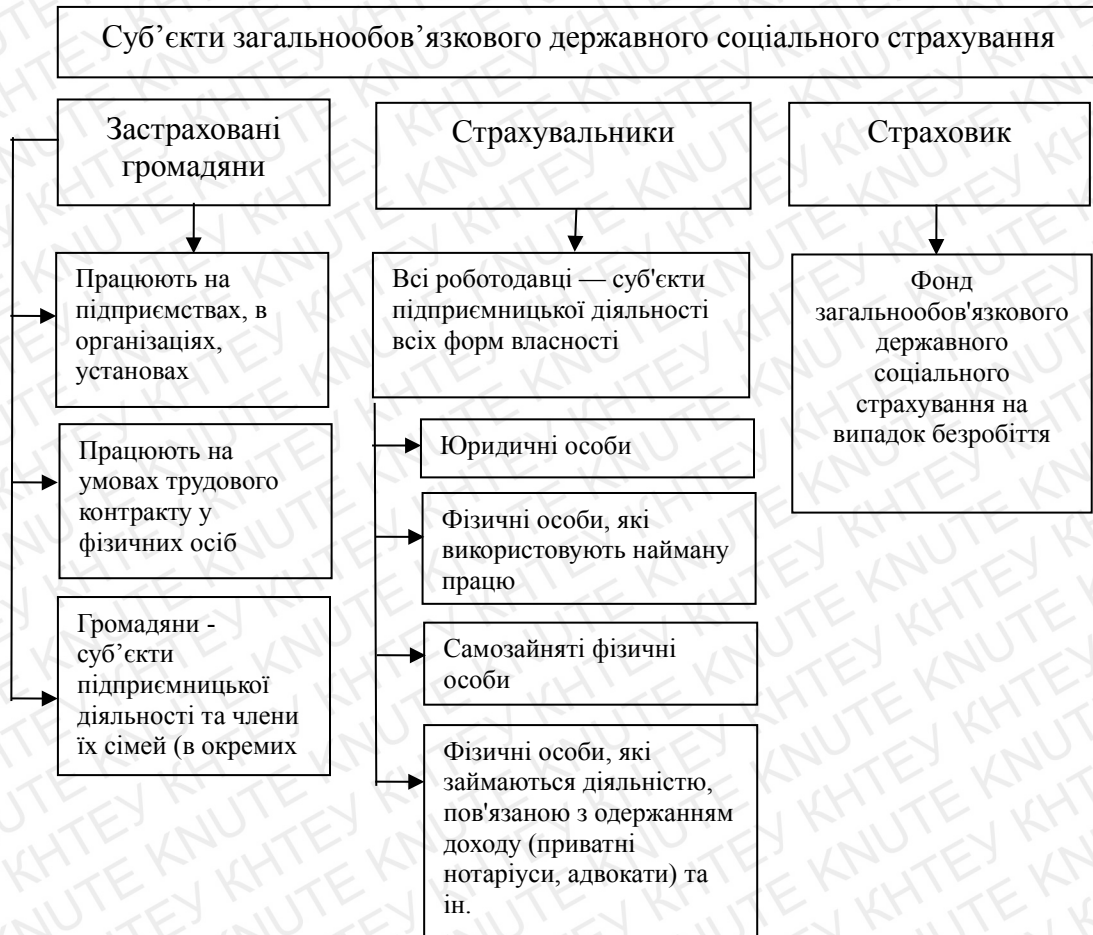 Суб’єкти загальнообов’язкового державного соціального страхування
Застраховані
громадяни
Страхувальники
Страховик
Працюють на
підприємствах, в
організаціях,
установах
Працюють на
умовах трудового
контракту у
фізичних осіб
Громадяни -
суб’єкти
підприємницької
діяльності та члени
їх сімей (в окремих
Всі роботодавці — суб'єкти
підприємницької діяльності
всіх форм власності
Юридичні особи
Фізичні особи, які
використовують найману
працю
Самозайняті фізичні
особи
Фізичні особи, які
займаються діяльністю,
пов'язаною з одержанням
доходу (приватні
нотаріуси, адвокати) та
ін.
Фонд
загальнообов'язкового
державного
соціального
страхування на
випадок безробіття